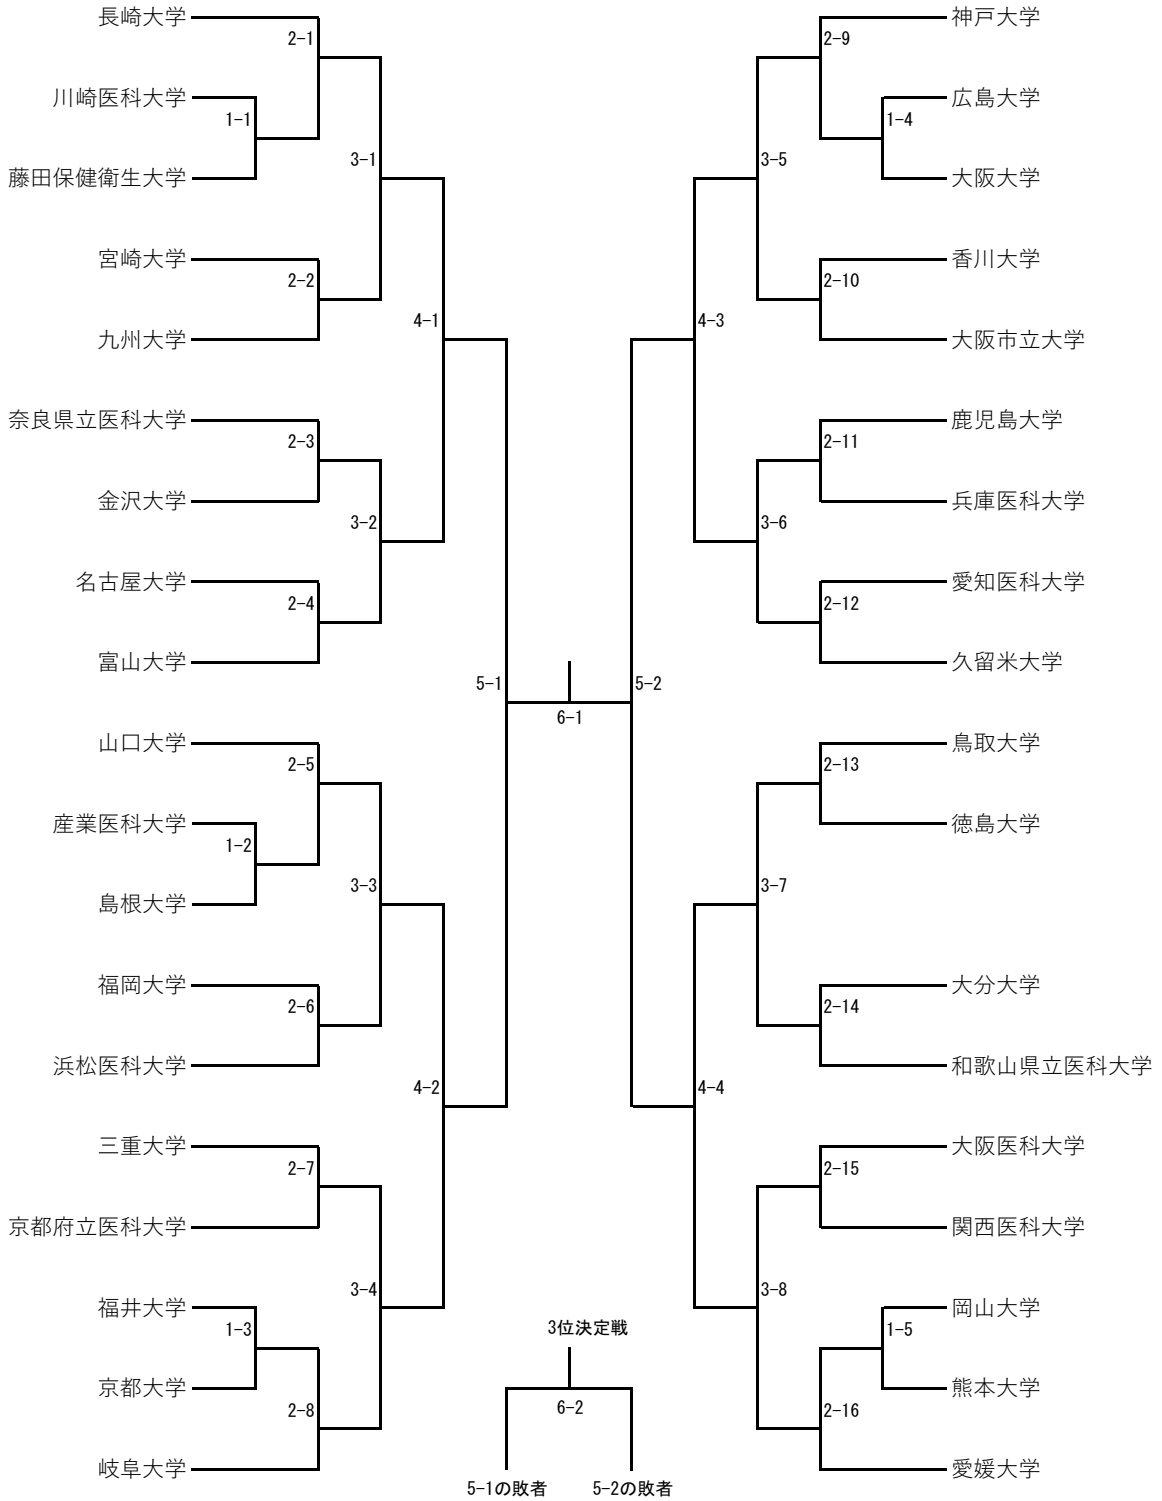 長崎大学
2-1
川崎医科大学
1-1
藤田保健衛生大学
3-1
宮崎大学
2-2
九州大学
4-1
奈良県立医科大学
2-3
金沢大学
3-2
名古屋大学
2-4
富山大学
5-1
山口大学
2-5
産業医科大学
1-2
島根大学
3-3
福岡大学
2-6
浜松医科大学
4-2
三重大学
2-7
京都府立医科大学
3-4
福井大学
1-3
京都大学
2-8
岐阜大学
6-1
3位決定戦
6-2
5-1の敗者
5-2の敗者
神戸大学
2-9
広島大学
1-4
大阪大学
3-5
香川大学
2-10
大阪市立大学
4-3
鹿児島大学
2-11
兵庫医科大学
3-6
愛知医科大学
2-12
久留米大学
5-2
鳥取大学
2-13
徳島大学
3-7
大分大学
2-14
和歌山県立医科大学
4-4
大阪医科大学
2-15
関西医科大学
3-8
岡山大学
1-5
熊本大学
2-16
愛媛大学